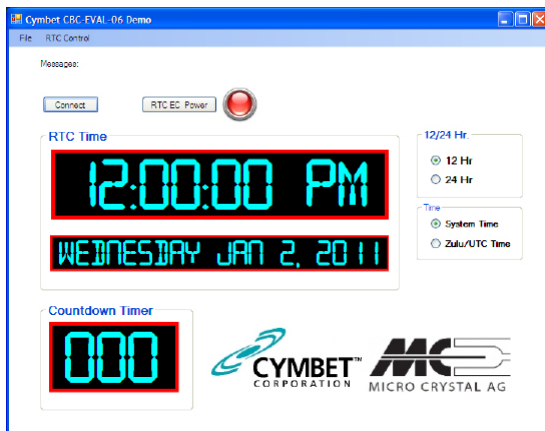 Cymbet CBC-EVAL-06 Demo
File RTC Control
Messages:
Connect RTC EC Power
RTC Time
12:00:00 PM
WEDNESDAY JAN 2, 2011
12/24 Hr.
12 Hr
24 Hr
Time
System Time
Zulu/UTC Time
Countdown Timer
000
CYMBET™
CORPORATION
MC
MICRO CRYSTAL AG